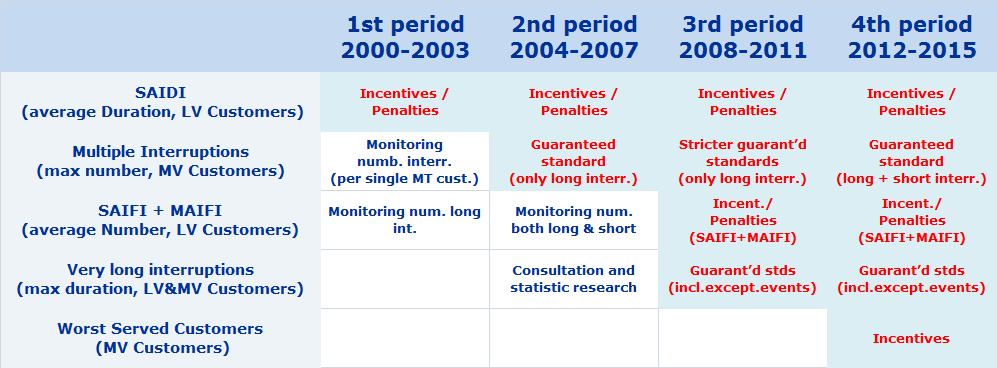 1st period
2000-2003
2nd period
2004-2007
3rd period
2008-2011
4th period
2012-2015
SAIDI
(average Duration, LV Customers)
Incentives /
Penalties
Incentives /
Penalties
Incentives /
Penalties
Incentives /
Penalties
Multiple Interruptions
(max number, MV Customers)
Monitoring
numb. interr.
(per single MT cust.)
Guaranteed
standard
(only long interr.)
Stricter guarant'd
standards
(only long interr.)
Guaranteed
standard
(long + short interr.)
SAIFI + MAIFI
(average Number, LV Customers)
Monitoring num. long
int.
Monitoring num.
both long & short
Incent./
Penalties
(SAIFI+MAIFI)
Incent./
Penalties
(SAIFI+MAIFI)
Very long interruptions
(max duration, LV&MV Customers)
Consultation and
statistic research
Guarant'd stds
(incl.except.events)
Guarant'd stds
(incl.except.events)
Worst Served Customers
(MV Customers)
Incentives